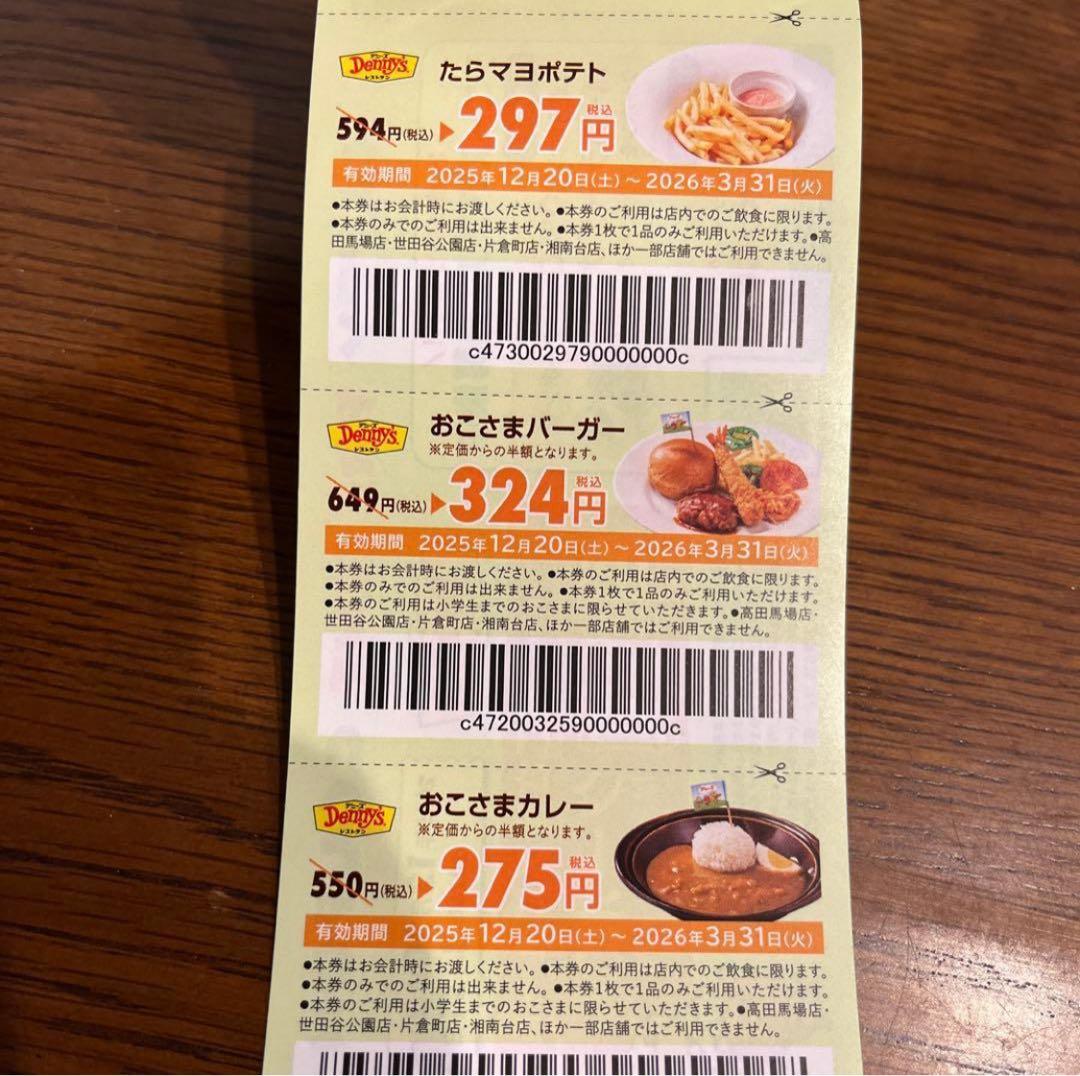 デニーズ
Denny's
レストラン
たらマヨポテト
594円(税込)▶297円税込
有効期間 2025年12月20日(土)～2026年3月31日(火)
●本券はお会計時にお渡しください。●本券のご利用は店内でのご飲食に限ります。
●本券のみでのご利用は出来ません。●本券1枚で1品のみご利用いただけます。●高
田馬場店・世田谷公園店・片倉町店・湘南台店、ほか一部店舗ではご利用できません。
c4730029790000000c
デニーズ
Denny's
レストラン
おこさまバーガー
※定価からの半額となります。
649円(税込)▶324円税込
有効期間 2025年12月20日(土)～2026年3月31日(火)
●本券はお会計時にお渡しください。●本券のご利用は店内でのご飲食に限ります。
●本券のみでのご利用は出来ません。●本券1枚で1品のみご利用いただけます。
●本券のご利用は小学生までのおこさまに限らせていただきます。●高田馬場店・
世田谷公園店・片倉町店・湘南台店、ほか一部店舗ではご利用できません。
c4720032590000000c
デニーズ
Denny's
レストラン
おこさまカレー
※定価からの半額となります。
550円(税込)▶275円税込
有効期間 2025年12月20日(土)～2026年3月31日(火)
●本券はお会計時にお渡しください。●本券のご利用は店内でのご飲食に限ります。
●本券のみでのご利用は出来ません。●本券1枚で1品のみご利用いただけます。
●本券のご利用は小学生までのおこさまに限らせていただきます。●高田馬場店・
世田谷公園店・片倉町店・湘南台店、ほか一部店舗ではご利用できません。